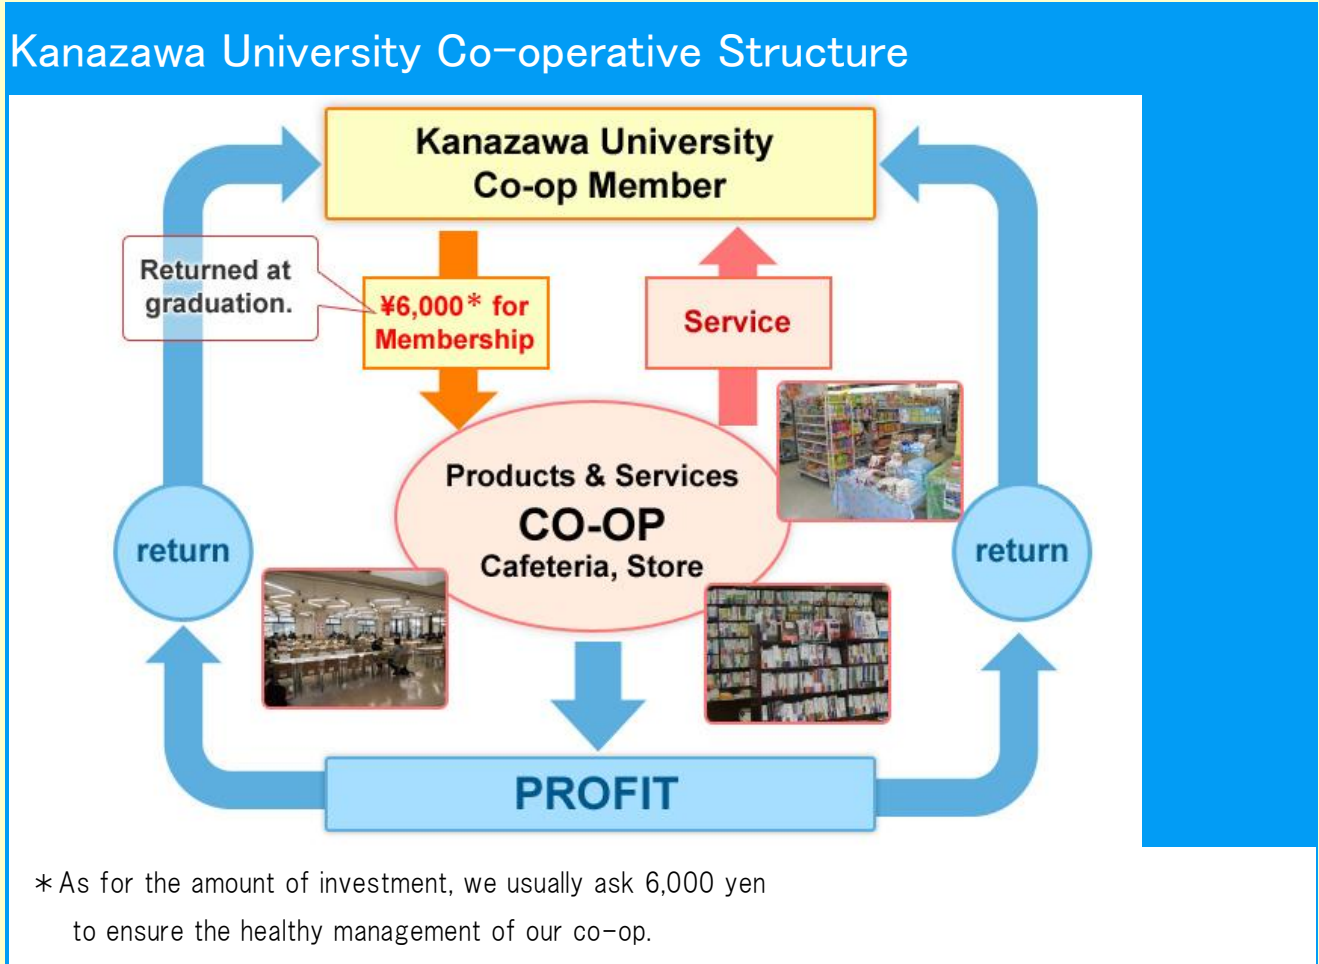 Kanazawa University Co-operative Structure
Kanazawa University
Co-op Member
Returned at
graduation.
¥6,000* for
Membership
Service
Products & Services
CO-OP
Cafeteria, Store
return
return
PROFIT
*As for the amount of investment, we usually ask 6,000 yen
to ensure the healthy management of our co-op.